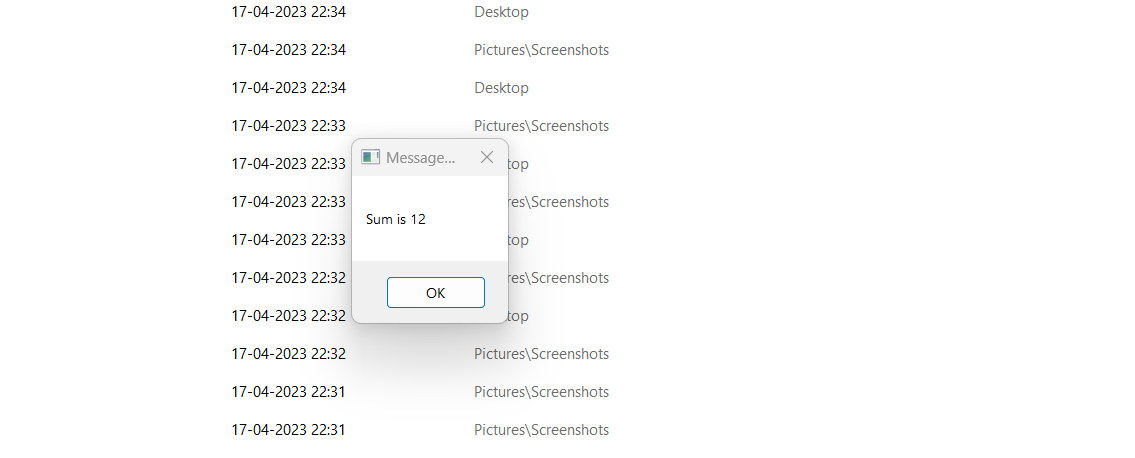 17-04-2023 22:34 Desktop
17-04-2023 22:34 Pictures\Screenshots
17-04-2023 22:34 Desktop
17-04-2023 22:33 Pictures\Screenshots
Message...
17-04-2023 22:33 top
17-04-2023 22:33 res\Screenshots
Sum is 12
17-04-2023 22:33 top
17-04-2023 22:32 res\Screenshots
OK
17-04-2023 22:32 top
17-04-2023 22:32 Pictures\Screenshots
17-04-2023 22:31 Pictures\Screenshots
17-04-2023 22:31 Pictures\Screenshots